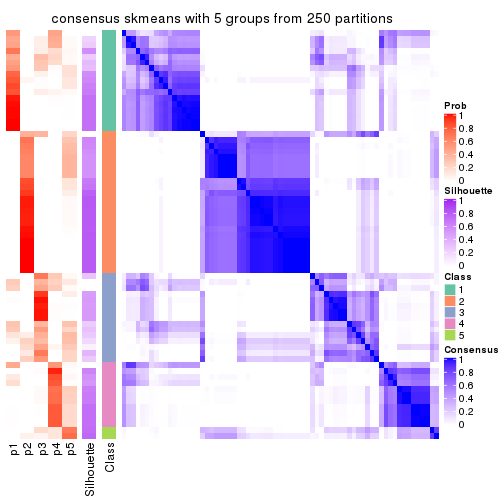 consensus skmeans with 5 groups from 250 partitions
p1
p2
p3
p4
p5
Silhouette
Class
Prob
1
0.8
0.6
0.4
0.2
0
Silhouette
1
0.8
0.6
0.4
0.2
0
Class
1
2
3
4
5
Consensus
1
0.8
0.6
0.4
0.2
0